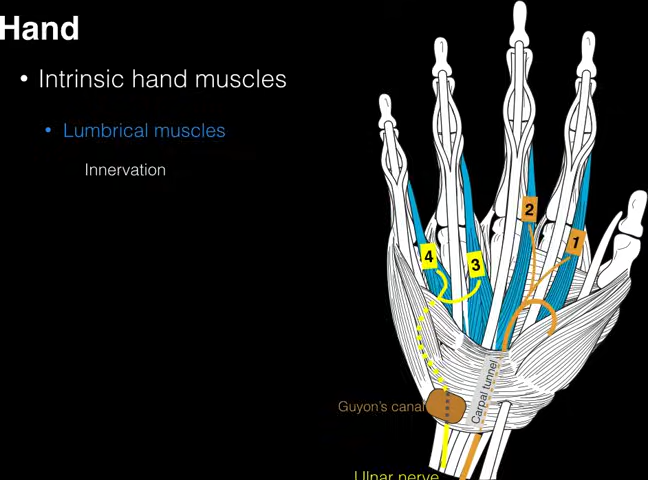 Hand
• Intrinsic hand muscles
• Lumbrical muscles
Innervation
2
1
4
3
Carpal tunnel
Guyon's canal
Ulnar nerve